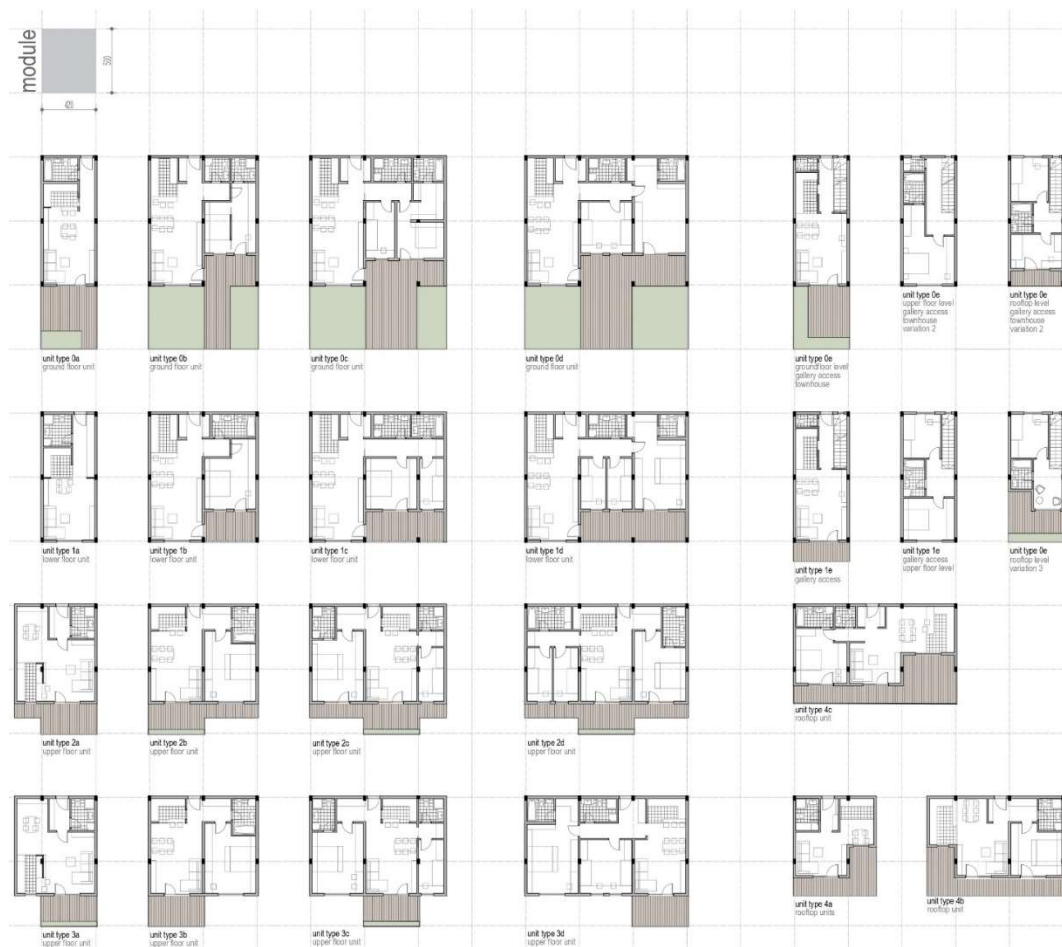 module
500
unit type 0a
ground floor unit
unit type 0b
ground floor unit
unit type 0c
ground floor unit
unit type 0d
ground floor unit
unit type 0e
groundfloor level
gallery access
townhouse
unit type 0e
upper floor level
gallery access
townhouse
variation 2
unit type 0e
rooftop level
gallery access
townhouse
variation 2
unit type 1a
lower floor unit
unit type 1b
lower floor unit
unit type 1c
lower floor unit
unit type 1d
lower floor unit
unit type 1e
gallery access
unit type 1e
gallery access
upper floor level
unit type 0e
rooftop level
variation 3
unit type 2a
upper floor unit
unit type 2b
upper floor unit
unit type 2c
upper floor unit
unit type 2d
upper floor unit
unit type 4c
rooftop unit
unit type 3a
upper floor unit
unit type 3b
upper floor unit
unit type 3c
upper floor unit
unit type 3d
upper floor unit
unit type 4a
rooftop units
unit type 4b
rooftop unit